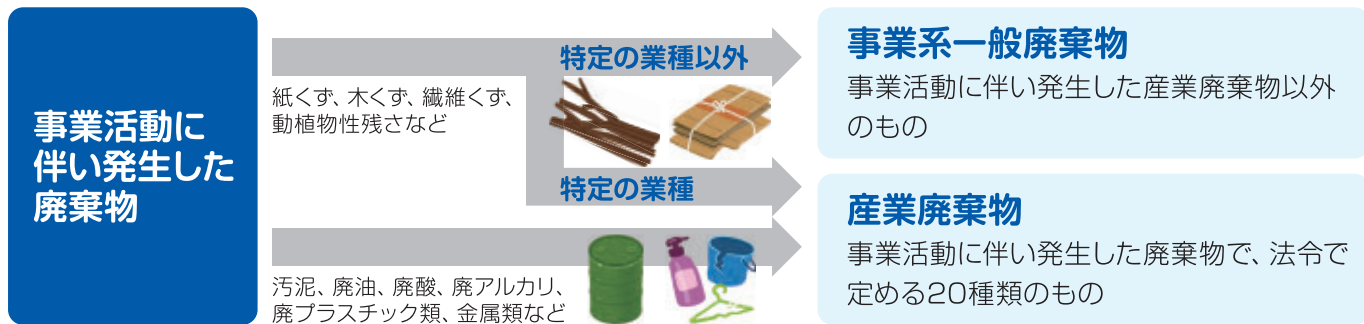 事業活動に
伴い発生した
廃棄物
特定の業種以外
紙くず、木くず、繊維くず、
動植物性残さなど
特定の業種
汚泥、廃油、廃酸、廃アルカリ、
廃プラスチック類、金属類など
事業系一般廃棄物
事業活動に伴い発生した産業廃棄物以外
のもの
産業廃棄物
事業活動に伴い発生した廃棄物で、法令で
定める20種類のもの